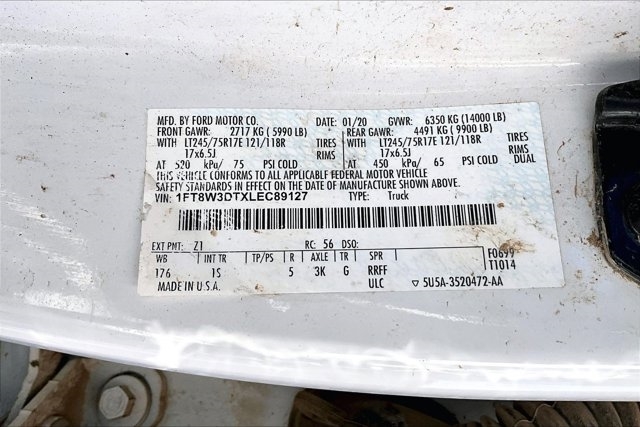 MFD. BY FORD MOTOR CO. DATE: 01/20 GVWR: 6350 KG (14000 LB)
FRONT GAWR: 2717 KG ( 5990 LB) REAR GAWR: 4491 KG ( 9900 LB)
WITH LT245/75R17E 121/118R TIRES WITH LT245/75R17E 121/118R TIRES
17x6.5J RIMS 17x6.5J RIMS
AT 520 kPa/ 75 PSI COLD AT 450 kPa/ 65 PSI COLD DUAL
THIS VEHICLE CONFORMS TO ALL APPLICABLE FEDERAL MOTOR VEHICLE
SAFETY STANDARDS IN EFFECT ON THE DATE OF MANUFACTURE SHOWN ABOVE.
VIN: 1FT8W3DTXLEC89127 TYPE: Truck
EXT PNT: Z1 RC: 56 DSO: F0699
WB INT TR TP/PS R AXLE TR SPR T1014
176 1S 5 3K G RRFF
MADE IN U.S.A. ULC ▽ 5U5A-3520472-AA